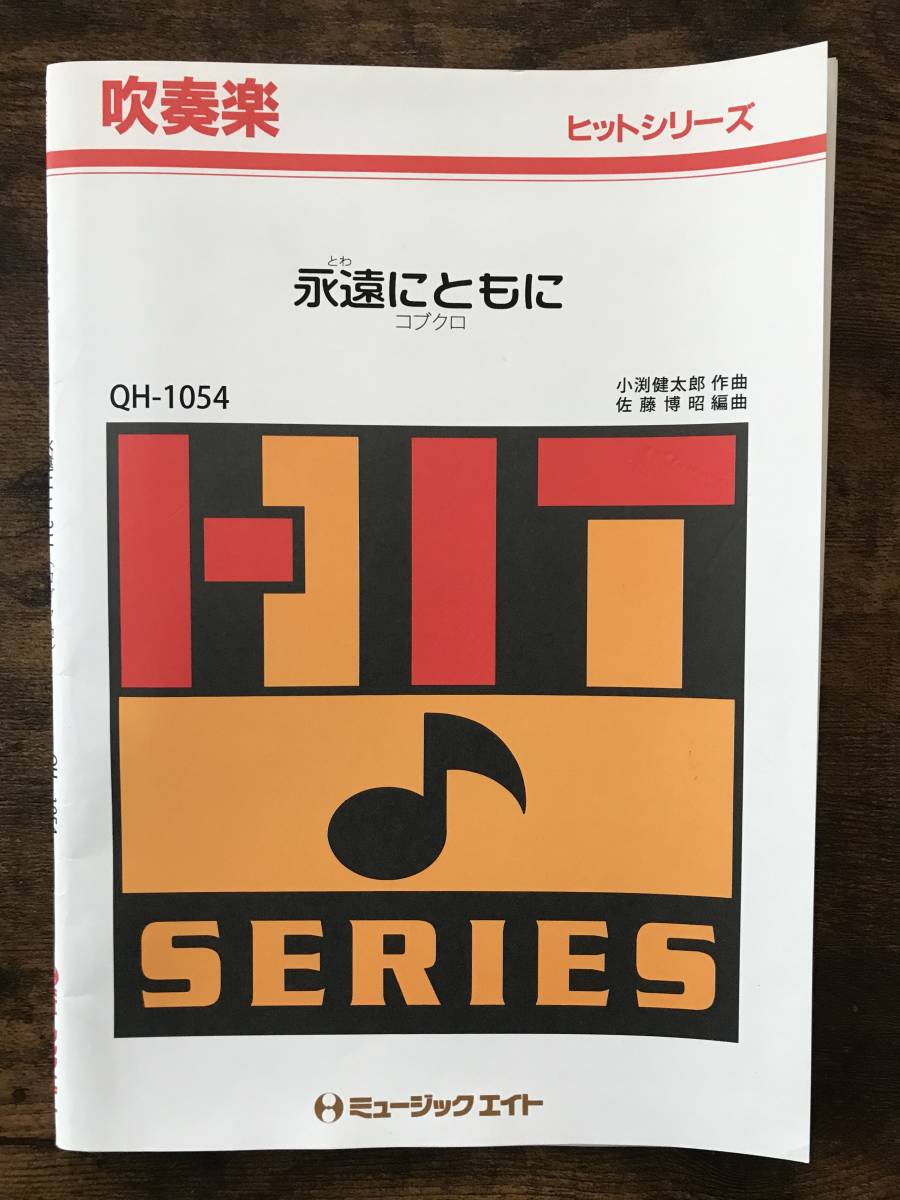 吹奏楽
ヒットシリーズ
とわ
永遠にともに
コブクロ
QH-1054
小渕健太郎 作曲
佐藤博昭 編曲
HIT
SERIES
ミュージックエイト